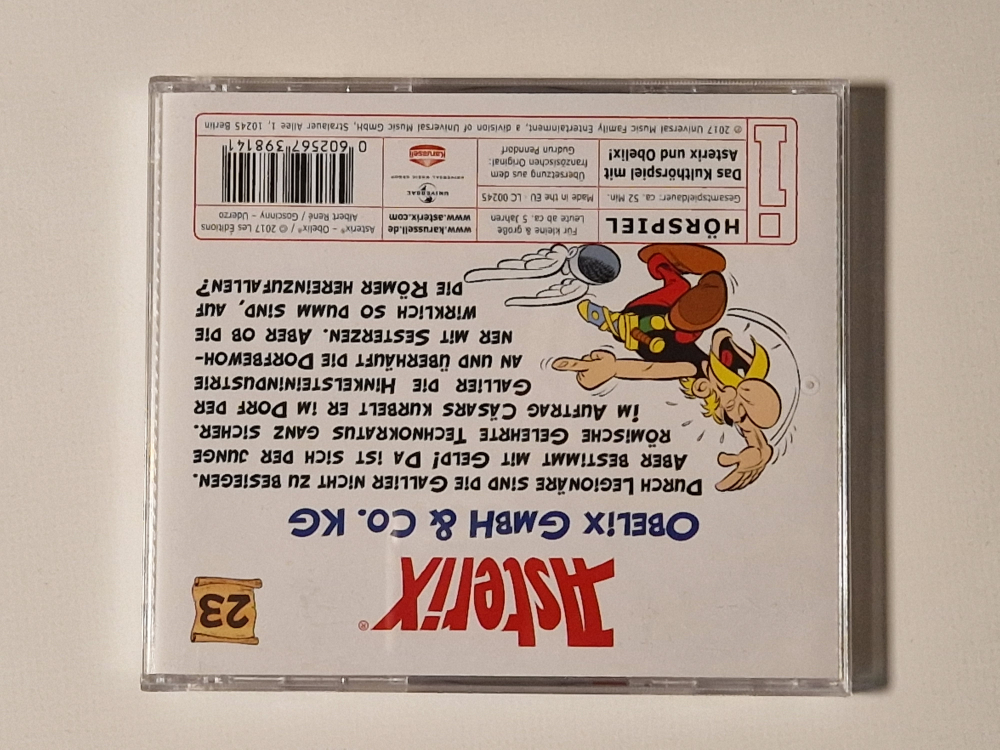 23
Asterix®
OBELIX GMBH & CO. KG
DURCH LEGIONÄRE SIND DIE GALLIER NICHT ZU BESIEGEN.
ABER BESTIMMT MIT GELD! DA IST SICH DER JUNGE
RÖMISCHE GELEHRTE TECHNOKRATUS GANZ SICHER.
IM AUFTRAG CÄSARS KURBELT ER IM DORF DER
GALLIER DIE HINKELSTEININDUSTRIE
AN UND ÜBERHÄUFT DIE DORFBEWOH-
NER MIT SESTERZEN. ABER OB DIE
WIRKLICH SO DUMM SIND, AUF
DIE RÖMER HEREINZUFALLEN?
HÖRSPIEL
Gesamtspieldauer: ca. 52 Min.
Das Kulthörspiel mit
Asterix und Obelix!
Für kleine & große
Leute ab ca. 5 Jahren
Made in the EU · LC 00245
Übersetzung aus dem
französischen Original:
Gudrun Penndorf
www.karussell.de
www.asterix.com
UNIVERSAL
UNIVERSAL MUSIC GROUP
Karussell
Asterix® – Obelix® / © 2017 Les Éditions
Albert René / Goscinny – Uderzo
0 602567 398141
℗ 2017 Universal Music Family Entertainment, a division of Universal Music GmbH, Stralauer Allee 1, 10245 Berlin